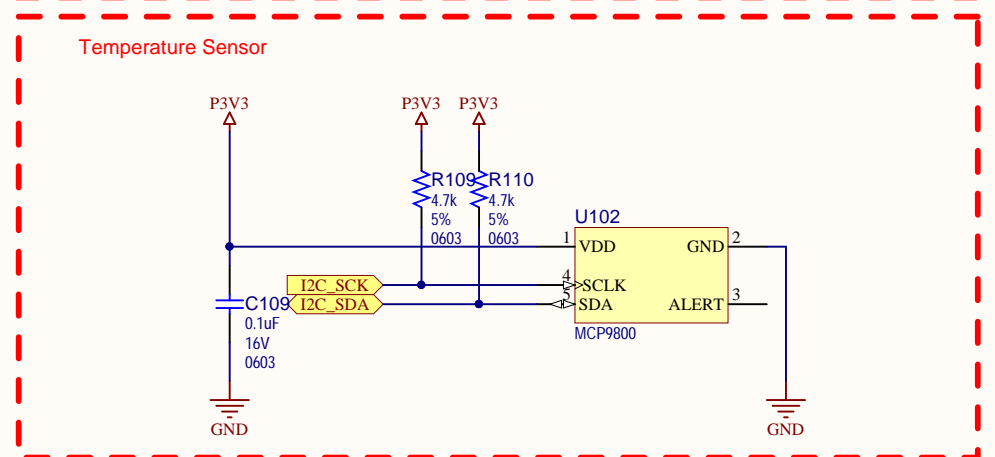 Temperature Sensor
P3V3
P3V3
P3V3
R109
4.7k
5%
0603
R110
4.7k
5%
0603
U102
1
VDD
GND
2
4
SCLK
5
SDA
ALERT
3
MCP9800
I2C_SCK
I2C_SDA
C109
0.1uF
16V
0603
GND
GND